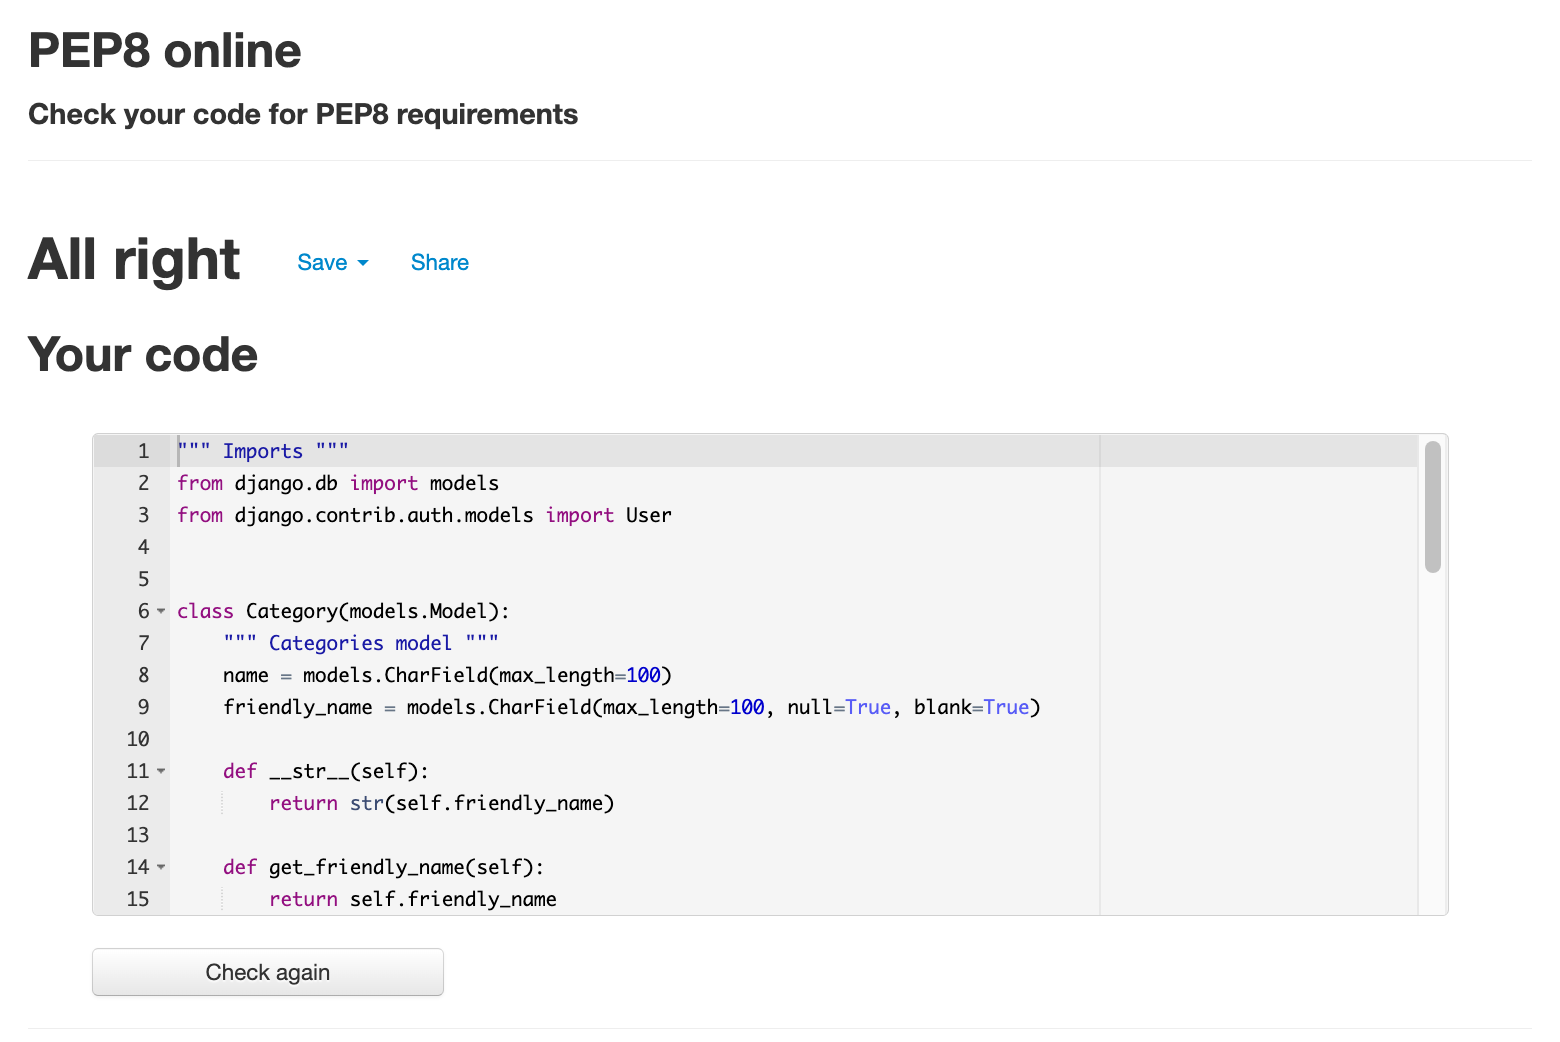 PEP8 online
Check your code for PEP8 requirements
All right Save Share
Your code
1 """ Imports """
2 from django.db import models
3 from django.contrib.auth.models import User
4
5
6 class Category(models.Model):
7     """ Categories model """
8     name = models.CharField(max_length=100)
9     friendly_name = models.CharField(max_length=100, null=True, blank=True)
10
11     def __str__(self):
12         return str(self.friendly_name)
13
14     def get_friendly_name(self):
15         return self.friendly_name
Check again